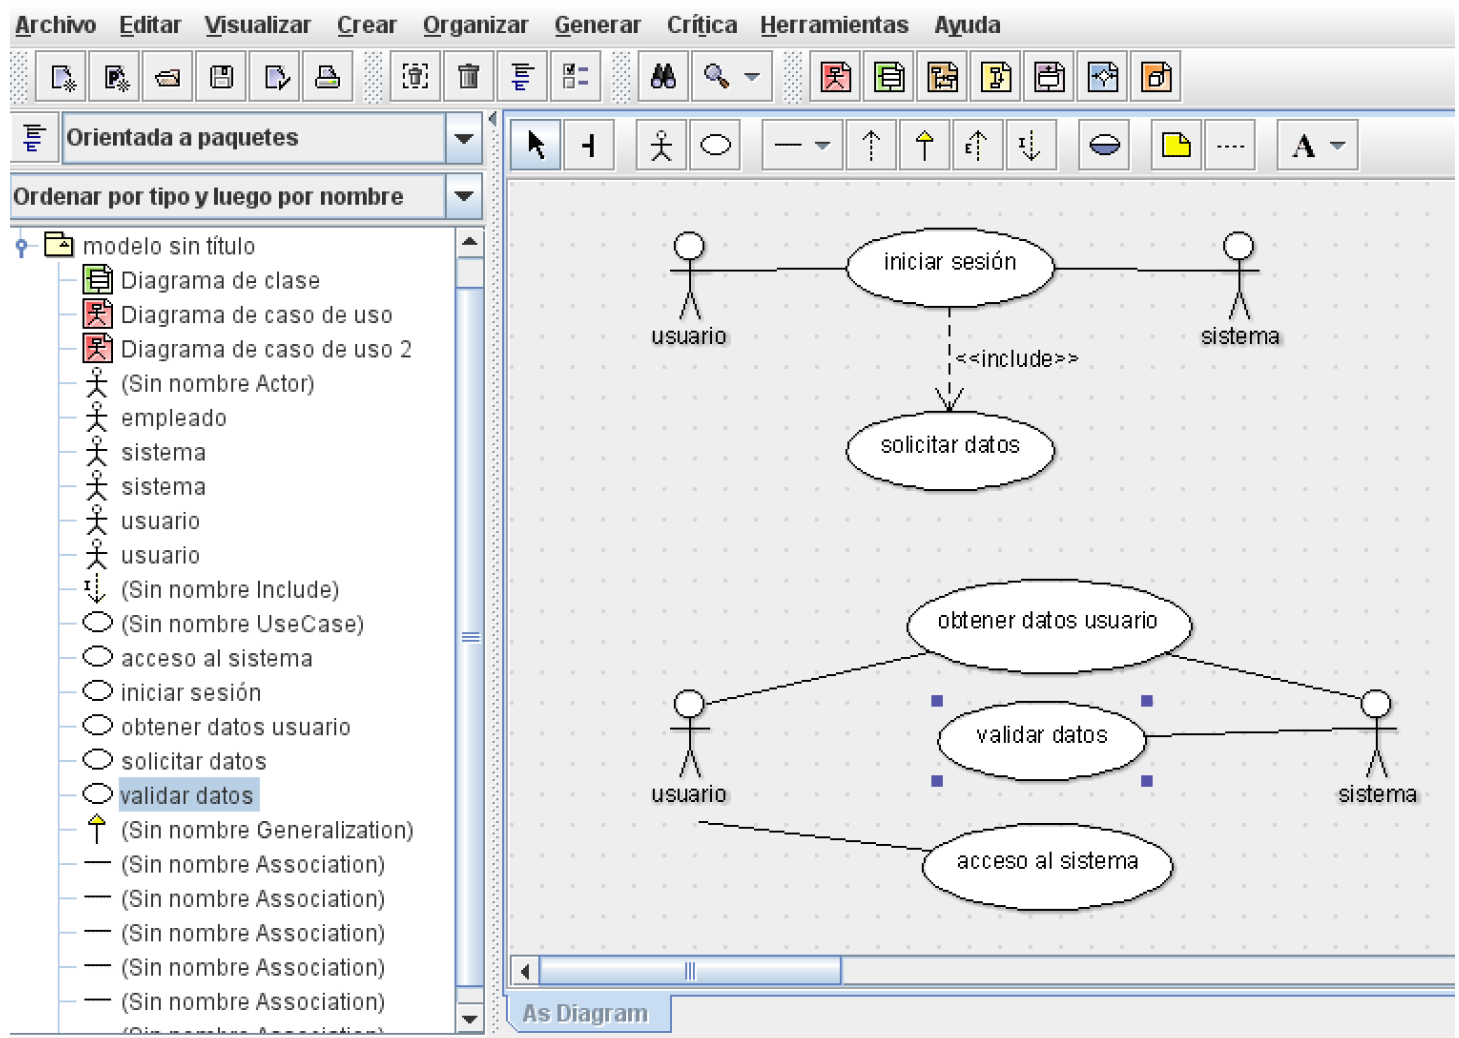 Archivo Editar Visualizar Crear Organizar Generar Crítica Herramientas Ayuda
Orientada a paquetes
Ordenar por tipo y luego por nombre
modelo sin título
Diagrama de clase
Diagrama de caso de uso
Diagrama de caso de uso 2
(Sin nombre Actor)
empleado
sistema
sistema
usuario
usuario
(Sin nombre Include)
(Sin nombre UseCase)
acceso al sistema
iniciar sesión
obtener datos usuario
solicitar datos
validar datos
(Sin nombre Generalization)
(Sin nombre Association)
(Sin nombre Association)
(Sin nombre Association)
(Sin nombre Association)
(Sin nombre Association)
(Sin nombre Association)
A
iniciar sesión
usuario
sistema
<<include>>
solicitar datos
obtener datos usuario
validar datos
usuario
sistema
acceso al sistema
As Diagram